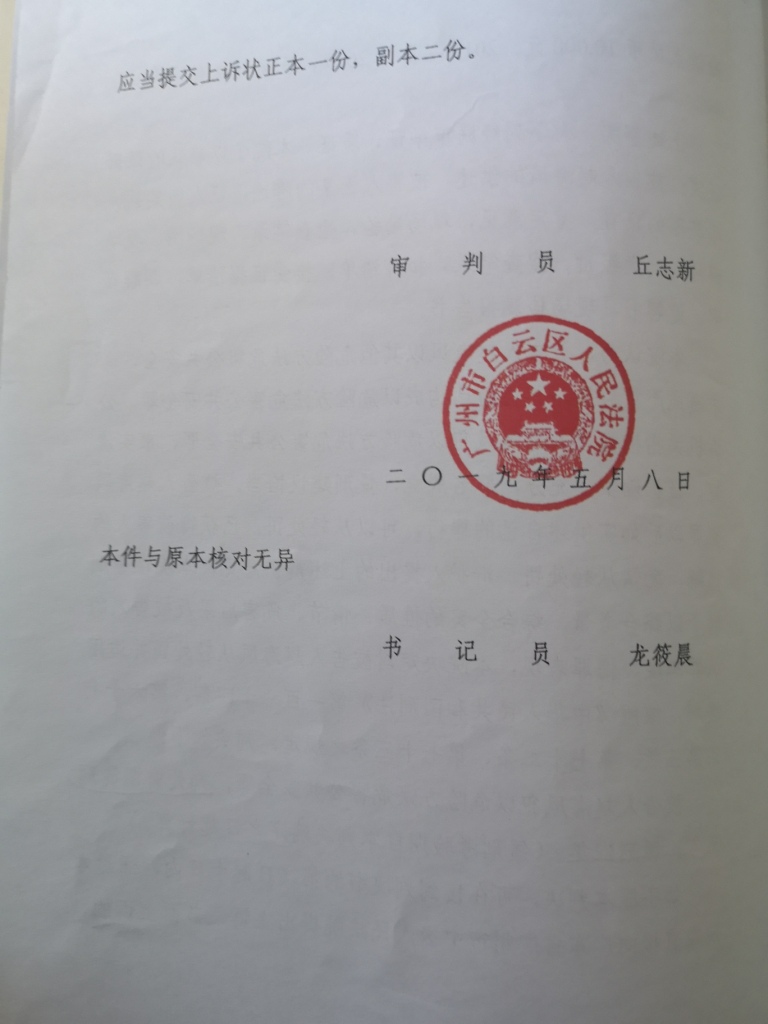 应当提交上诉状正本一份，副本二份。
审判员 丘志新
广州市白云区人民法院
二〇一九年五月八日
本件与原本核对无异
书记员 龙筱晨